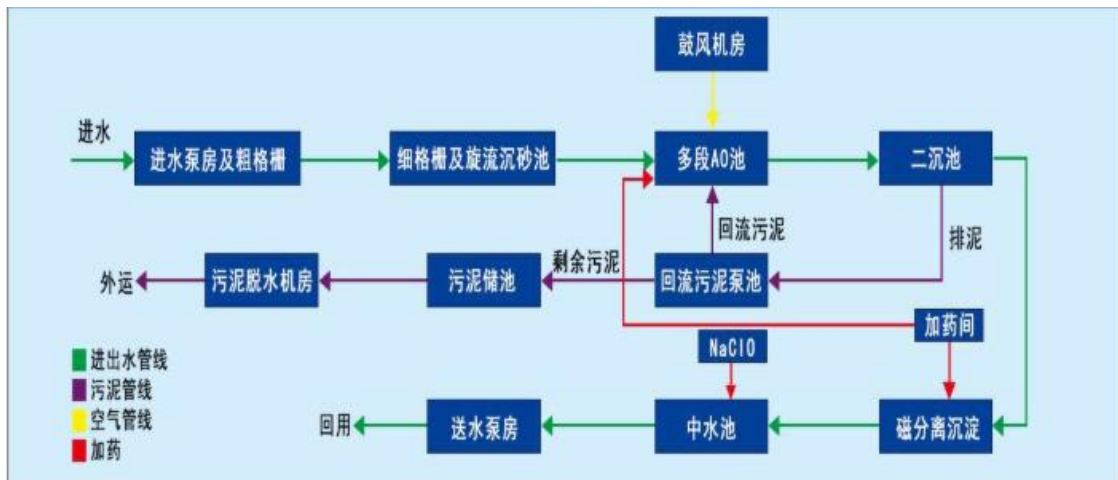 鼓风机房
进水
进水泵房及粗格栅
细格栅及旋流沉砂池
多段AO池
二沉池
回流污泥
排泥
外运
污泥脱水机房
污泥储池
剩余污泥
回流污泥泵池
加药间
NaClO
进出水管线
污泥管线
空气管线
加药
回用
送水泵房
中水池
磁分离沉淀